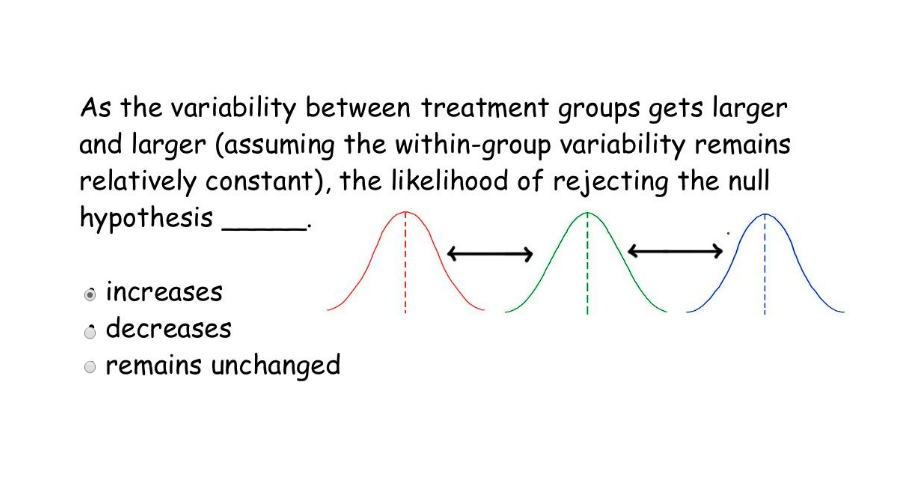 As the variability between treatment groups gets larger
and larger (assuming the within-group variability remains
relatively constant), the likelihood of rejecting the null
hypothesis ______.
increases
decreases
remains unchanged